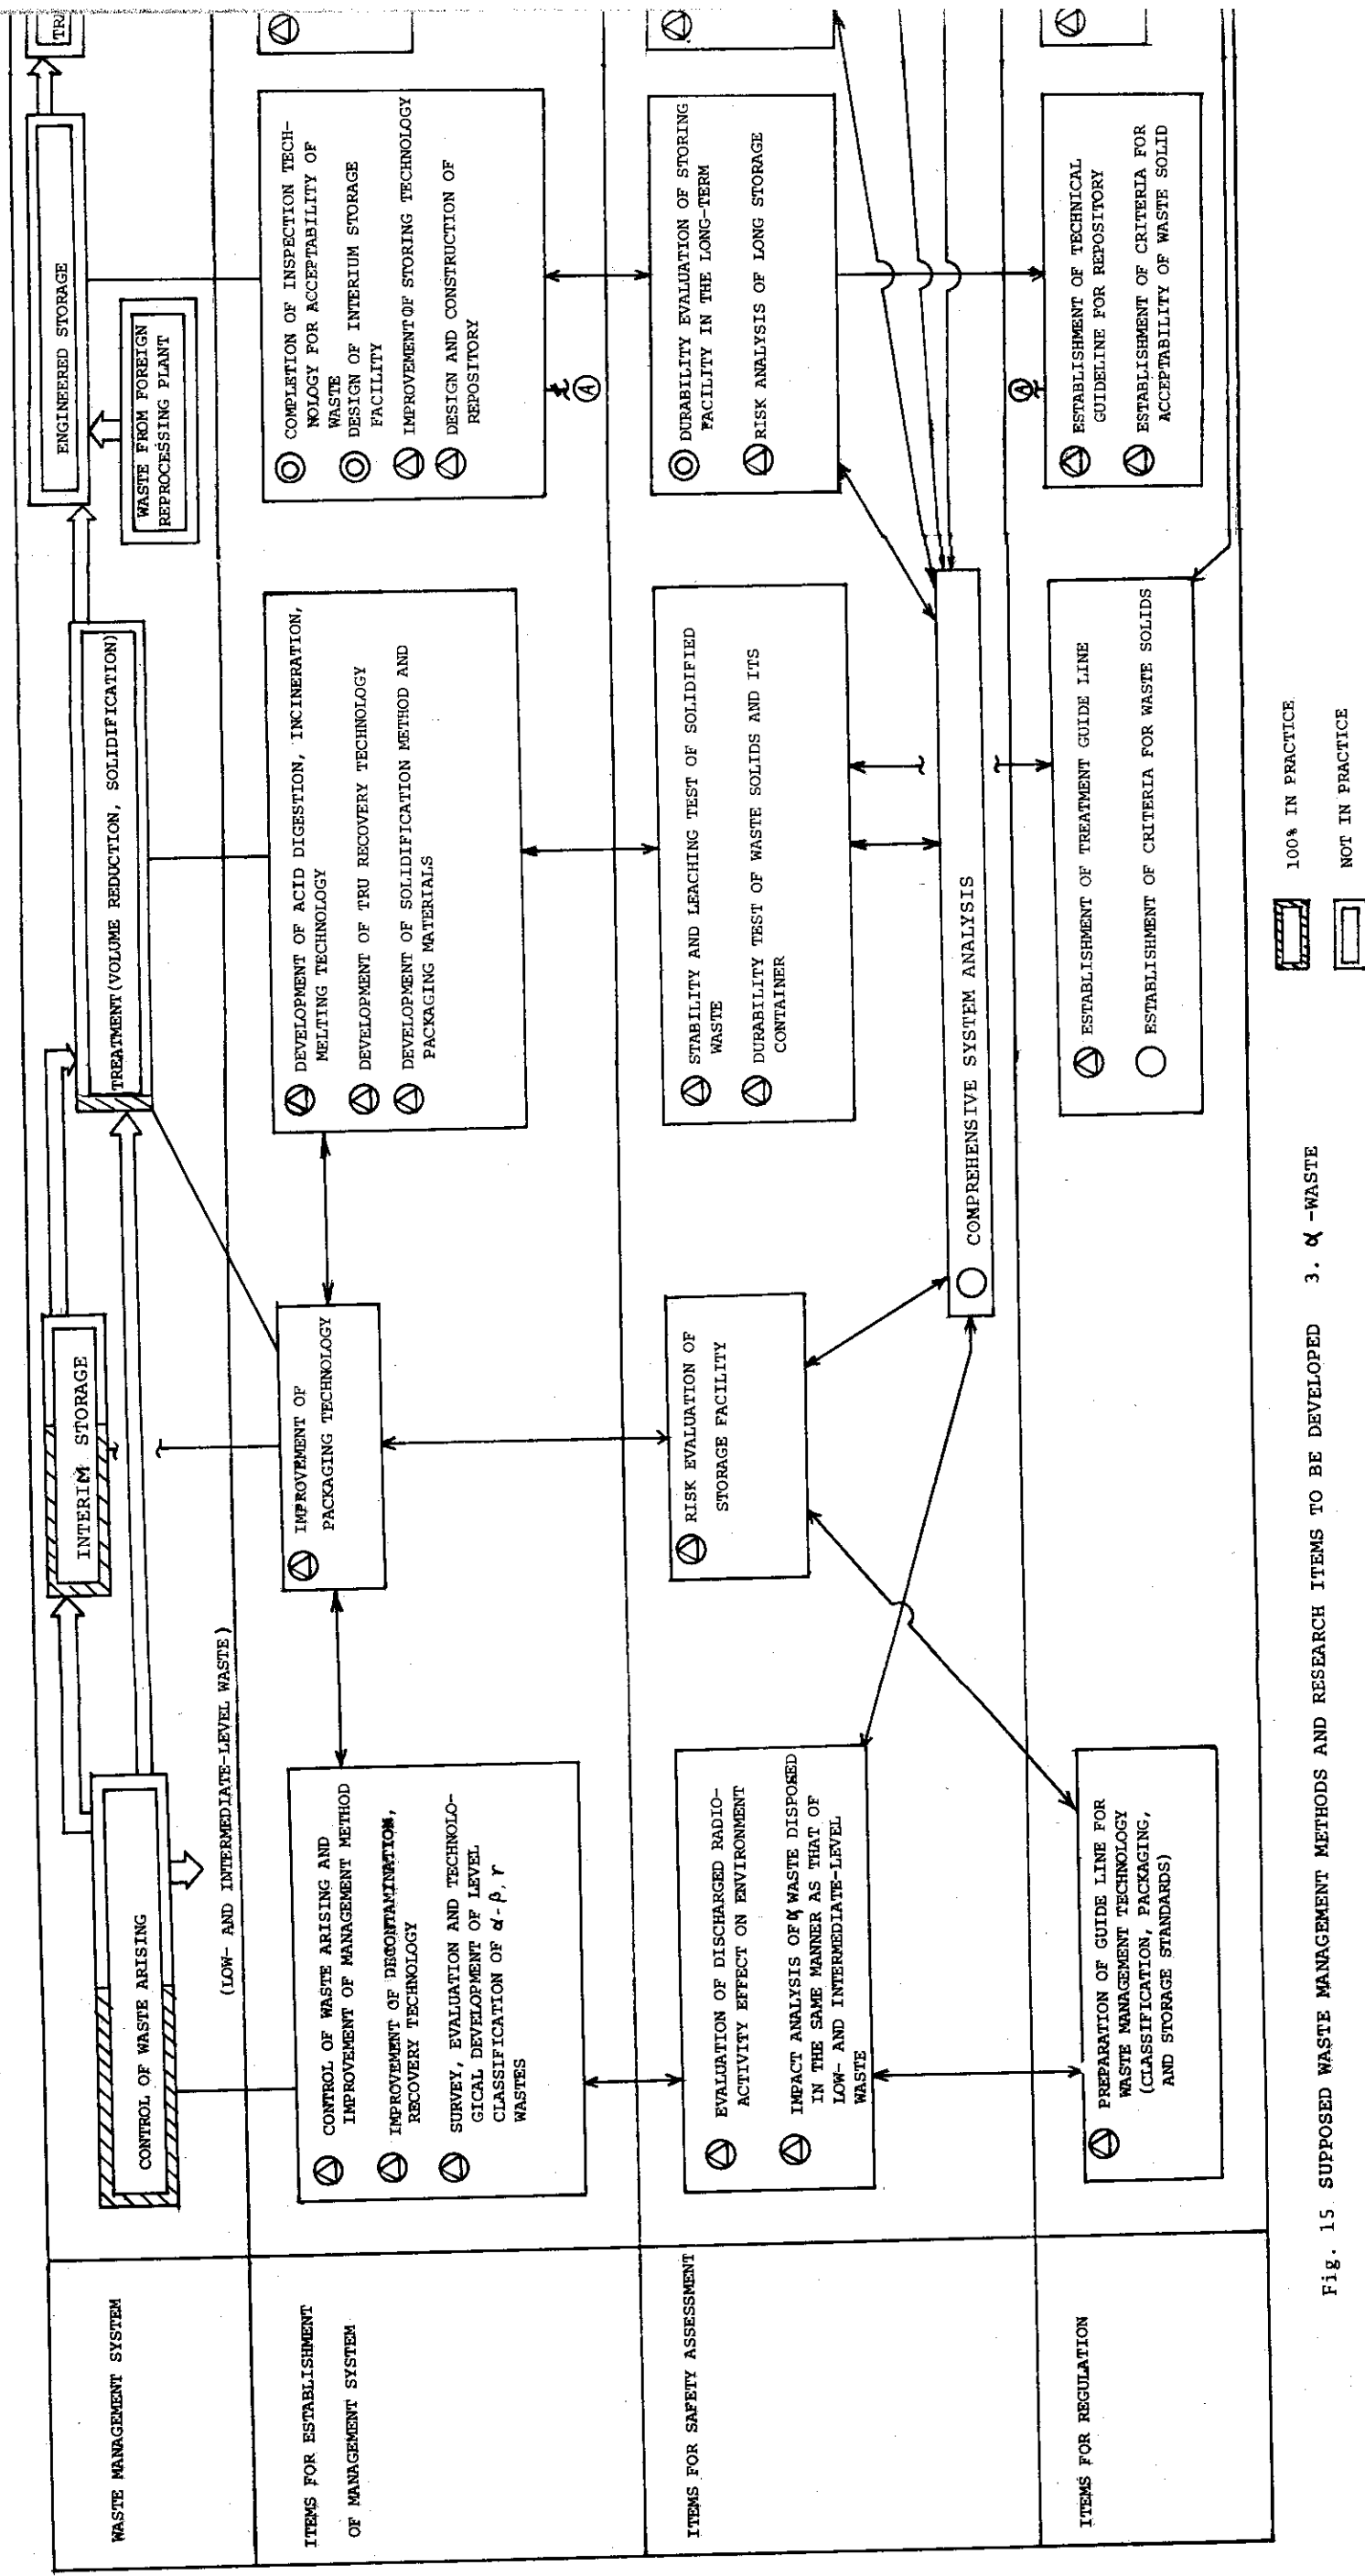 WASTE MANAGEMENT SYSTEM
CONTROL OF WASTE ARISING
(LOW- AND INTERMEDIATE-LEVEL WASTE)
INTERIM STORAGE
TREATMENT(VOLUME REDUCTION, SOLIDIFICATION)
ENGINEERED STORAGE
WASTE FROM FOREIGN
REPROCESSING PLANT
ITEMS FOR ESTABLISHMENT
OF MANAGEMENT SYSTEM
CONTROL OF WASTE ARISING AND
IMPROVEMENT OF MANAGEMENT METHOD
IMPROVEMENT OF DECONTAMINATION,
RECOVERY TECHNOLOGY
SURVEY, EVALUATION AND TECHNOLO-
GICAL DEVELOPMENT OF LEVEL
CLASSIFICATION OF α-β,γ
WASTES
IMPROVEMENT OF
PACKAGING TECHNOLOGY
DEVELOPMENT OF ACID DIGESTION, INCINERATION,
MELTING TECHNOLOGY
DEVELOPMENT OF TRU RECOVERY TECHNOLOGY
DEVELOPMENT OF SOLIDIFICATION METHOD AND
PACKAGING MATERIALS
COMPLETION OF INSPECTION TECH-
NOLOGY FOR ACCEPTABILITY OF
WASTE
DESIGN OF INTERIUM STORAGE
FACILITY
IMPROVEMENT OF STORING TECHNOLOGY
DESIGN AND CONSTRUCTION OF
REPOSITORY
A
ITEMS FOR SAFETY ASSESSMENT
EVALUATION OF DISCHARGED RADIO-
ACTIVITY EFFECT ON ENVIRONMENT
IMPACT ANALYSIS OF α WASTE DISPOSED
IN THE SAME MANNER AS THAT OF
LOW- AND INTERMEDIATE-LEVEL
WASTE
RISK EVALUATION OF
STORAGE FACILITY
STABILITY AND LEACHING TEST OF SOLIDIFIED
WASTE
DURABILITY TEST OF WASTE SOLIDS AND ITS
CONTAINER
DURABILITY EVALUATION OF STORING
FACILITY IN THE LONG-TERM
RISK ANALYSIS OF LONG STORAGE
COMPREHENSIVE SYSTEM ANALYSIS
ITEMS FOR REGULATION
PREPARATION OF GUIDE LINE FOR
WASTE MANAGEMENT TECHNOLOGY
(CLASSIFICATION, PACKAGING,
AND STORAGE STANDARDS)
ESTABLISHMENT OF TREATMENT GUIDE LINE
ESTABLISHMENT OF CRITERIA FOR WASTE SOLIDS
A
ESTABLISHMENT OF TECHNICAL
GUIDELINE FOR REPOSITORY
ESTABLISHMENT OF CRITERIA FOR
ACCEPTABILITY OF WASTE SOLID
100% IN PRACTICE
NOT IN PRACTICE
Fig. 15 SUPPOSED WASTE MANAGEMENT METHODS AND RESEARCH ITEMS TO BE DEVELOPED 3. α -WASTE